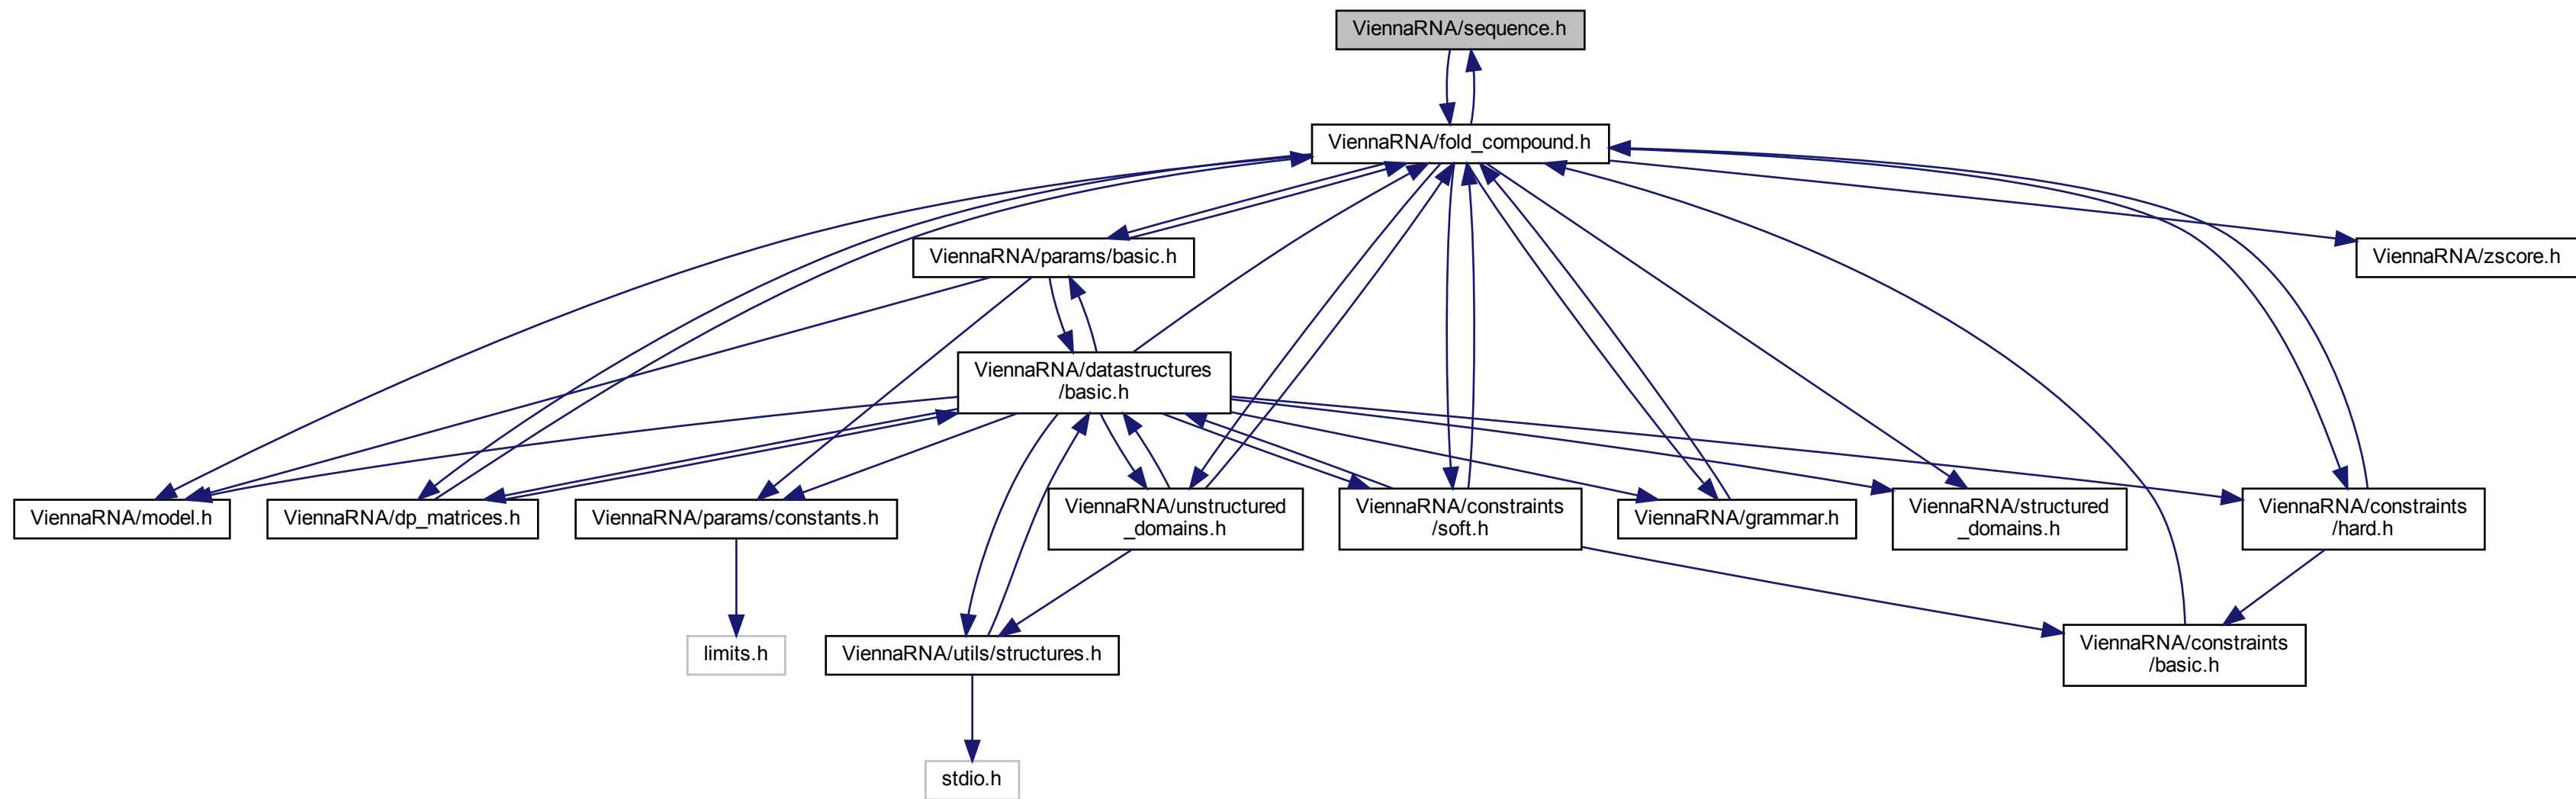 ViennaRNA/sequence.h
ViennaRNA/fold_compound.h
ViennaRNA/params/basic.h
ViennaRNA/zscore.h
ViennaRNA/datastructures
/basic.h
ViennaRNA/model.h
ViennaRNA/dp_matrices.h
ViennaRNA/params/constants.h
ViennaRNA/unstructured
_domains.h
ViennaRNA/constraints
/soft.h
ViennaRNA/grammar.h
ViennaRNA/structured
_domains.h
ViennaRNA/constraints
/hard.h
limits.h
ViennaRNA/utils/structures.h
ViennaRNA/constraints
/basic.h
stdio.h